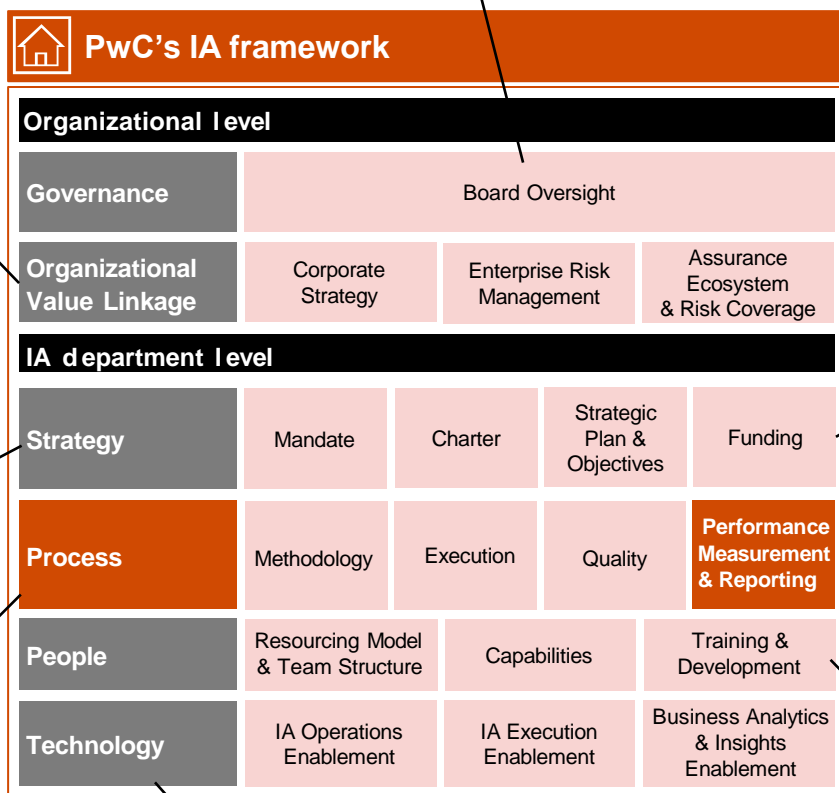 PwC's IA framework
Organizational level
Governance
Board Oversight
Organizational
Value Linkage
Corporate
Strategy
Enterprise Risk
Management
Assurance
Ecosystem
& Risk Coverage
IA department level
Strategy
Mandate
Charter
Strategic
Plan &
Objectives
Funding
Process
Methodology
Execution
Quality
Performance
Measurement
& Reporting
People
Resourcing Model
& Team Structure
Capabilities
Training &
Development
Technology
IA Operations
Enablement
IA Execution
Enablement
Business Analytics
& Insights
Enablement